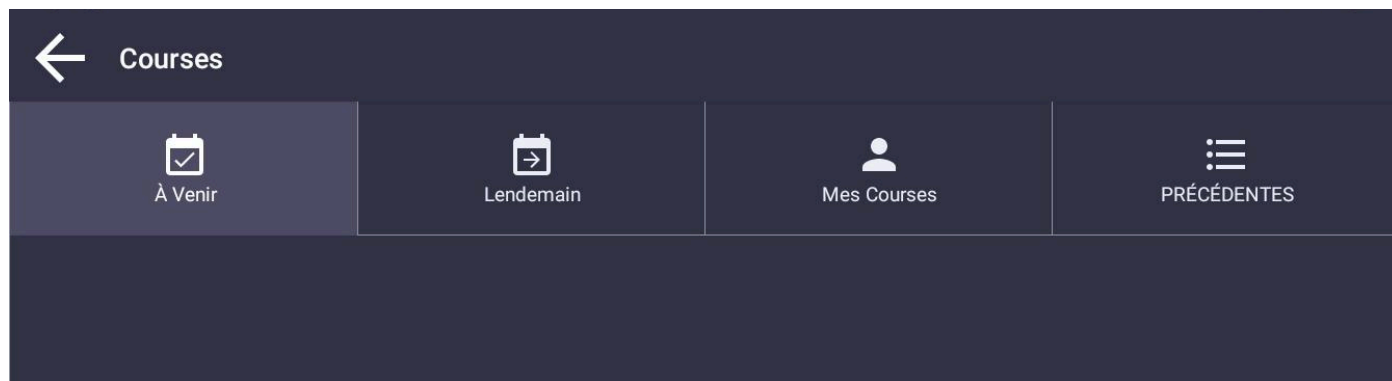 Courses
À Venir
Lendemain
Mes Courses
PRÉCÉDENTES